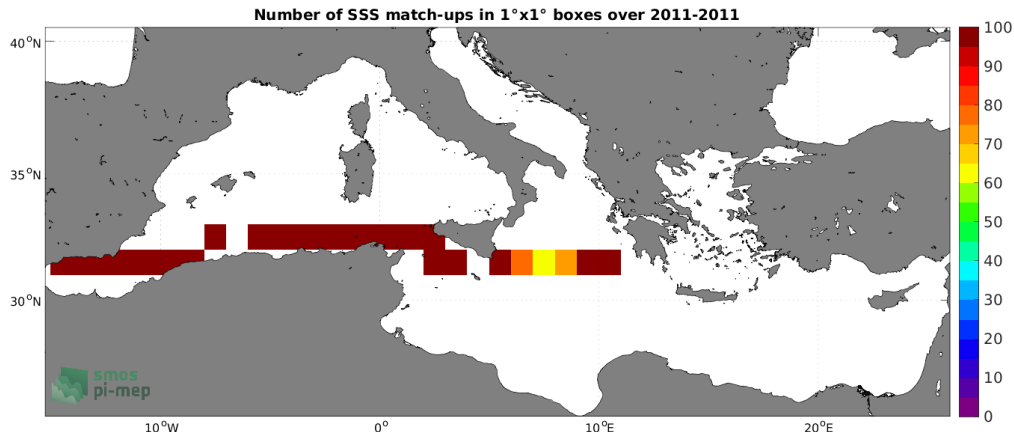 Number of SSS match-ups in 1°x1° boxes over 2011-2011
40°N
35°N
30°N
10°W
0°
10°E
20°E
100
90
80
70
60
50
40
30
20
10
0
smos
pi-mep